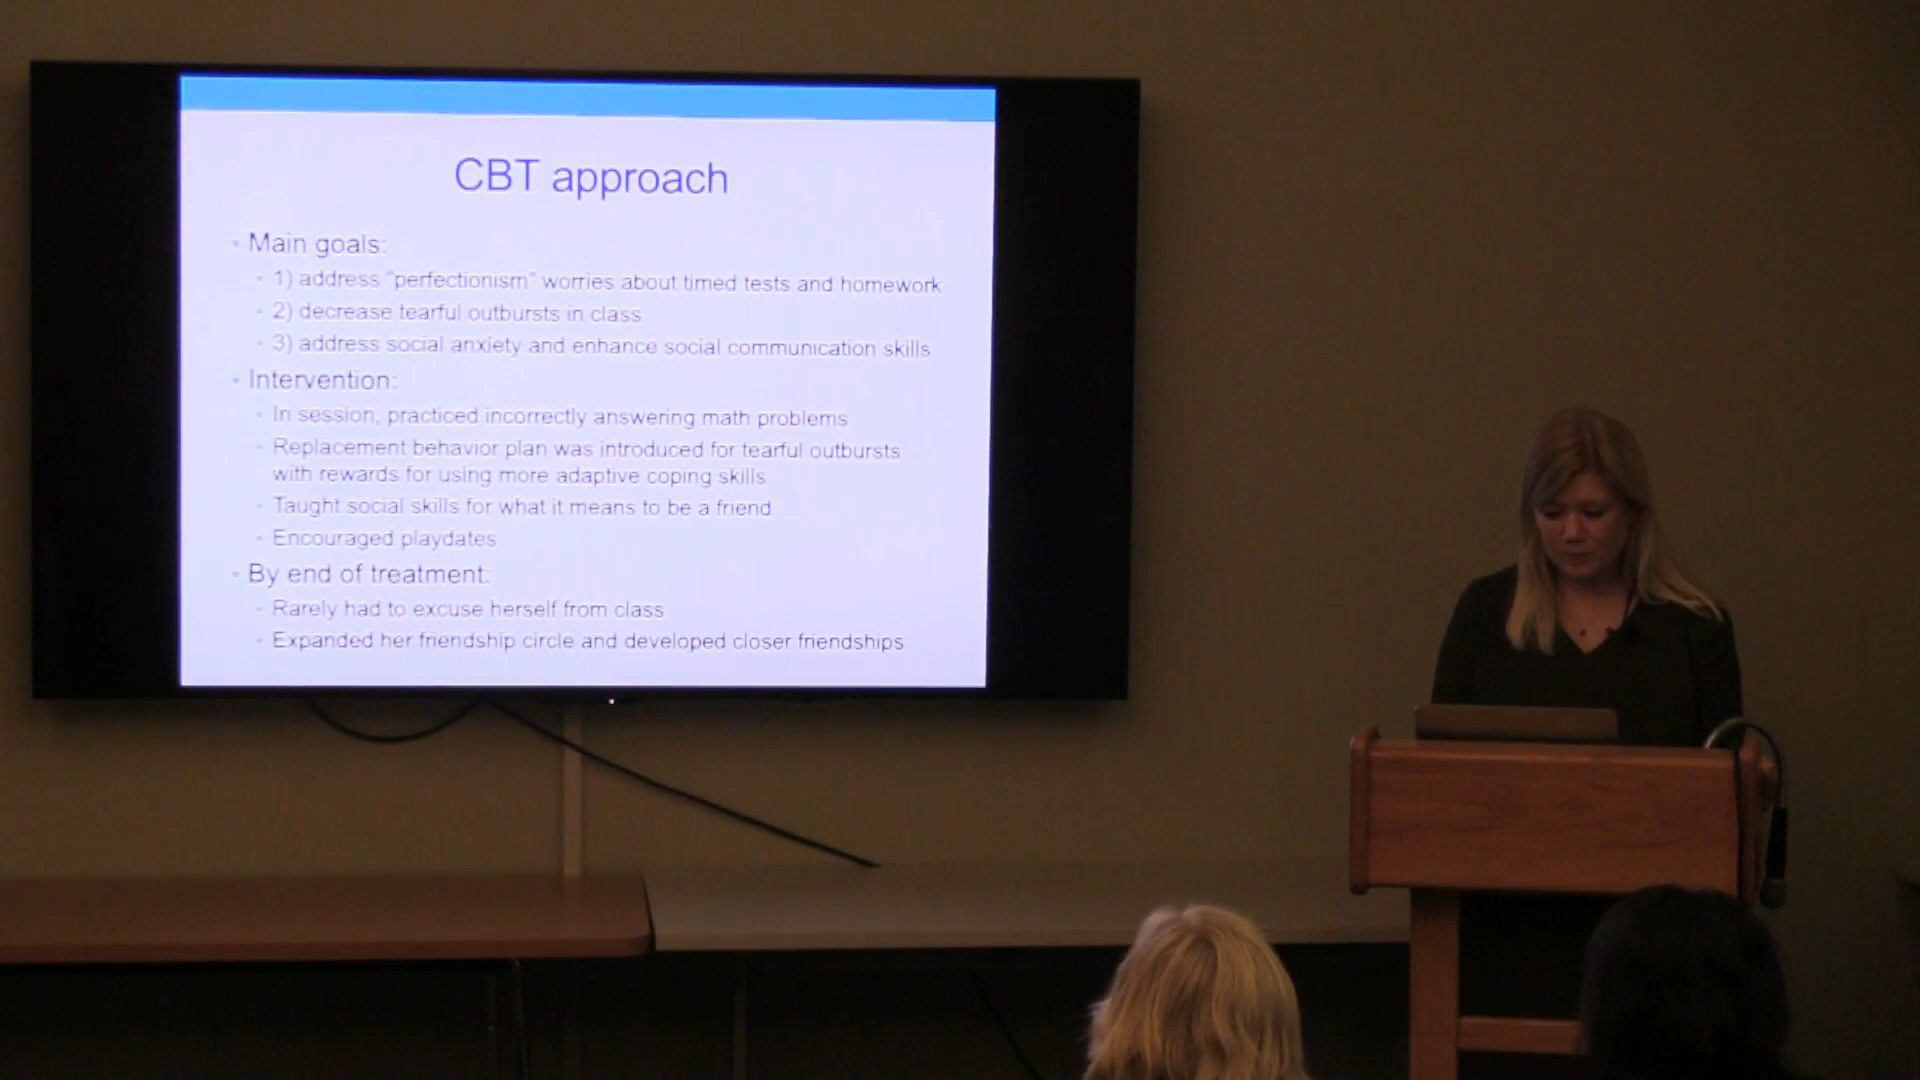 CBT approach
• Main goals:
• 1) address "perfectionism" worries about timed tests and homework
• 2) decrease tearful outbursts in class
• 3) address social anxiety and enhance social communication skills
• Intervention:
• In session, practiced incorrectly answering math problems
• Replacement behavior plan was introduced for tearful outbursts
with rewards for using more adaptive coping skills
• Taught social skills for what it means to be a friend
• Encouraged playdates
• By end of treatment:
• Rarely had to excuse herself from class
• Expanded her friendship circle and developed closer friendships